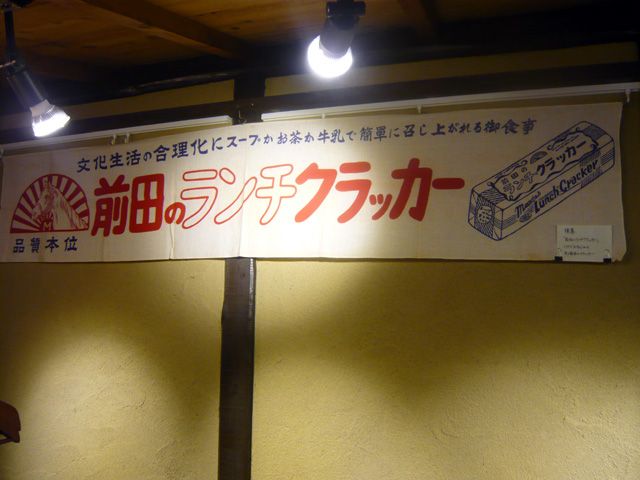 文化生活の合理化にスープかお茶か牛乳で簡単に召し上がれる御食事
前田のランチクラッカー
品質本位
M
前田の
ランチクラッカー
Lunch Cracker